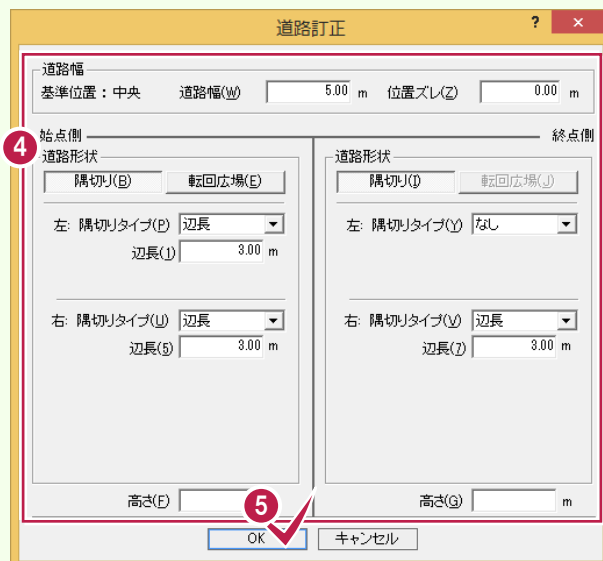 道路訂正 ? ×
道路幅
基準位置：中央 道路幅(W) 5.00 m 位置ズレ(Z) 0.00 m
4
始点側 終点側
道路形状 道路形状
隅切り(B) 転回広場(E) 隅切り(I) 転回広場(J)
左: 隅切りタイプ(P) 辺長 左: 隅切りタイプ(Y) なし
辺長(1) 3.00 m
右: 隅切りタイプ(U) 辺長 右: 隅切りタイプ(V) 辺長
辺長(5) 3.00 m 辺長(7) 3.00 m
高さ(F) 高さ(G) m
5
OK キャンセル